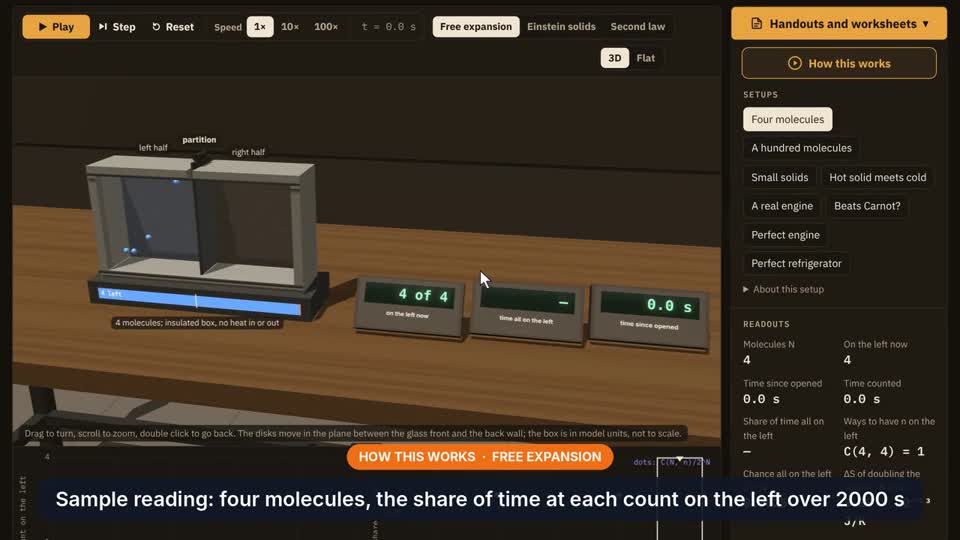 Play
Step
Reset
Speed
1×
10×
100×
t = 0.0 s
Free expansion
Einstein solids
Second law
3D
Flat
partition
left half
right half
4 left
4 molecules; insulated box, no heat in or out
4 of 4
on the left now
—
time all on the left
0.0 s
time since opened
Drag to turn, scroll to zoom, double click to go back. The disks move in the plane between the glass front and the back wall; the box is in model units, not to scale.
4
HOW THIS WORKS · FREE EXPANSION
Sample reading: four molecules, the share of time at each count on the left over 2000 s
Handouts and worksheets ▼
How this works
SETUPS
Four molecules
A hundred molecules
Small solids
Hot solid meets cold
A real engine
Beats Carnot?
Perfect engine
Perfect refrigerator
▶ About this setup
READOUTS
Molecules N
4
On the left now
4
Time since opened
0.0 s
Time counted
0.0 s
Share of time all on the left
—
Ways to have n on the left
C(4, 4) = 1
Chance all on the left
ΔS of doubling the
J/K